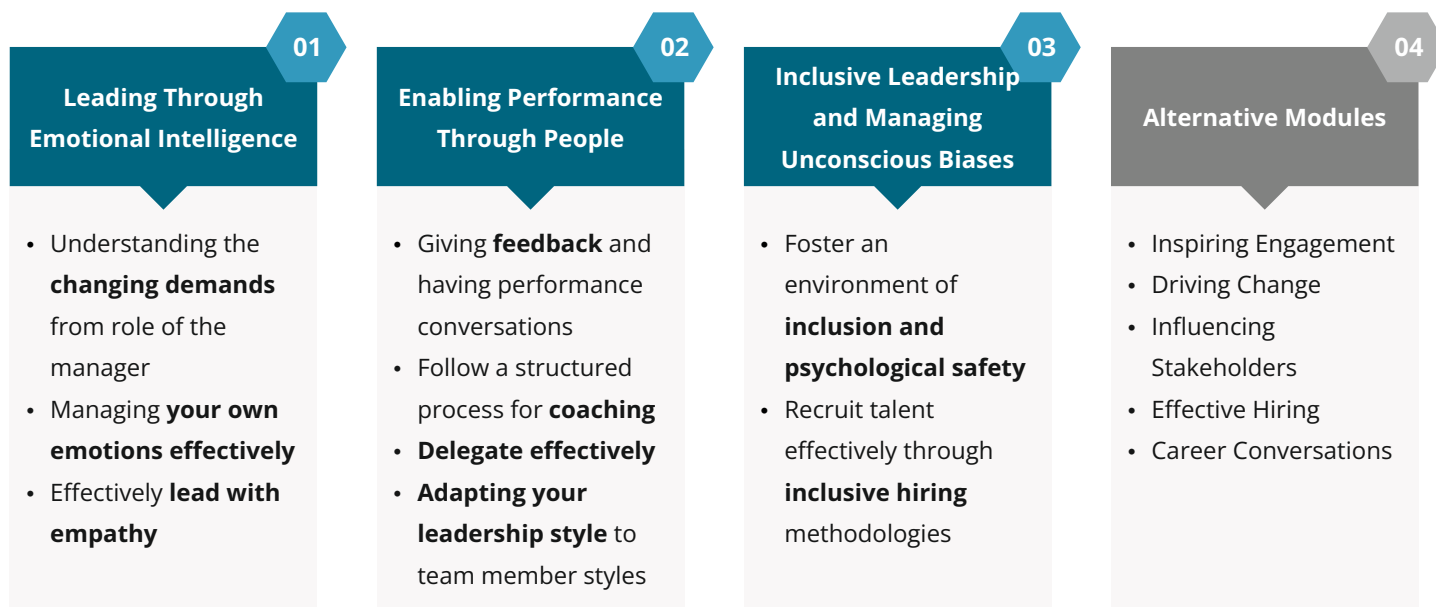 01
Leading Through
Emotional Intelligence
• Understanding the
changing demands
from role of the
manager
• Managing your own
emotions effectively
• Effectively lead with
empathy
02
Enabling Performance
Through People
• Giving feedback and
having performance
conversations
• Follow a structured
process for coaching
• Delegate effectively
• Adapting your
leadership style to
team member styles
03
Inclusive Leadership
and Managing
Unconscious Biases
• Foster an
environment of
inclusion and
psychological safety
• Recruit talent
effectively through
inclusive hiring
methodologies
04
Alternative Modules
• Inspiring Engagement
• Driving Change
• Influencing
Stakeholders
• Effective Hiring
• Career Conversations